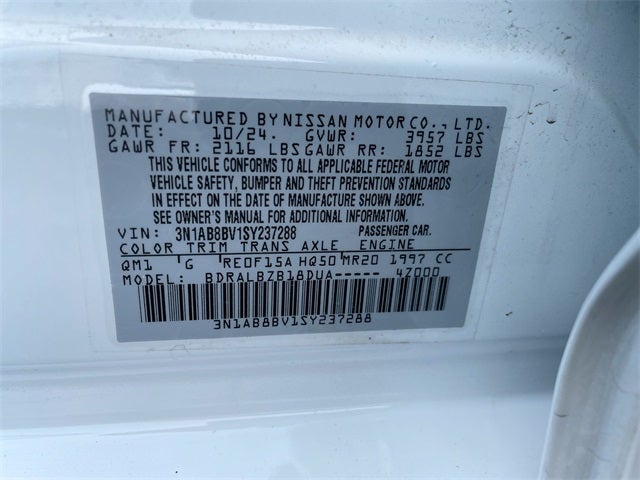 MANUFACTURED BY NISSAN MOTOR CO., LTD.
DATE: 10/24. GVWR: 3957 LBS
GAWR FR: 2116 LBS GAWR RR: 1852 LBS
THIS VEHICLE CONFORMS TO ALL APPLICABLE FEDERAL MOTOR
VEHICLE SAFETY, BUMPER AND THEFT PREVENTION STANDARDS
IN EFFECT ON THE DATE OF MANUFACTURE SHOWN ABOVE.
SEE OWNER'S MANUAL FOR ADDITIONAL INFORMATION.
VIN: 3N1AB8BV1SY237288 PASSENGER CAR.
COLOR TRIM TRANS AXLE ENGINE
QM1 G RE0F15A HQ50 MR20 1997 CC
MODEL: BDRALBZB18DUA----- 4Z000
3N1AB8BV1SY237288